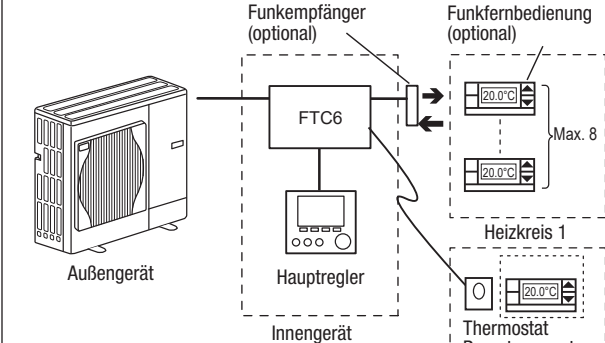 Funkempfänger
(optional)
Funkfernbedienung
(optional)
FTC6
20.0°C
Max. 8
20.0°C
Heizkreis 1
Außengerät
Hauptregler
Innengerät
20.0°C
Thermostat